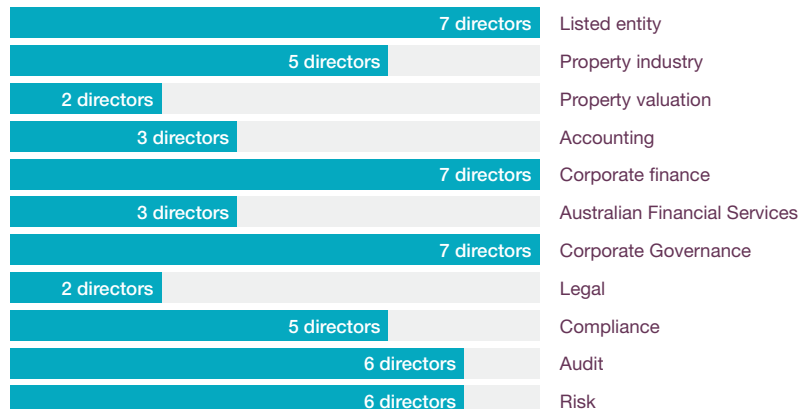 7 directors Listed entity
5 directors Property industry
2 directors Property valuation
3 directors Accounting
7 directors Corporate finance
3 directors Australian Financial Services
7 directors Corporate Governance
2 directors Legal
5 directors Compliance
6 directors Audit
6 directors Risk